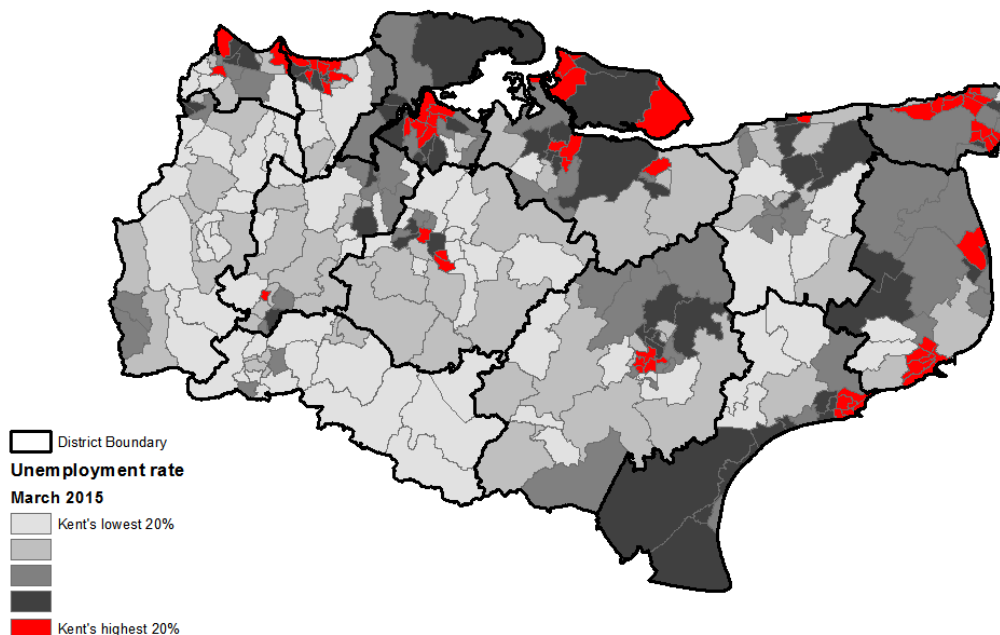 District Boundary
Unemployment rate
March 2015
Kent's lowest 20%
Kent's highest 20%